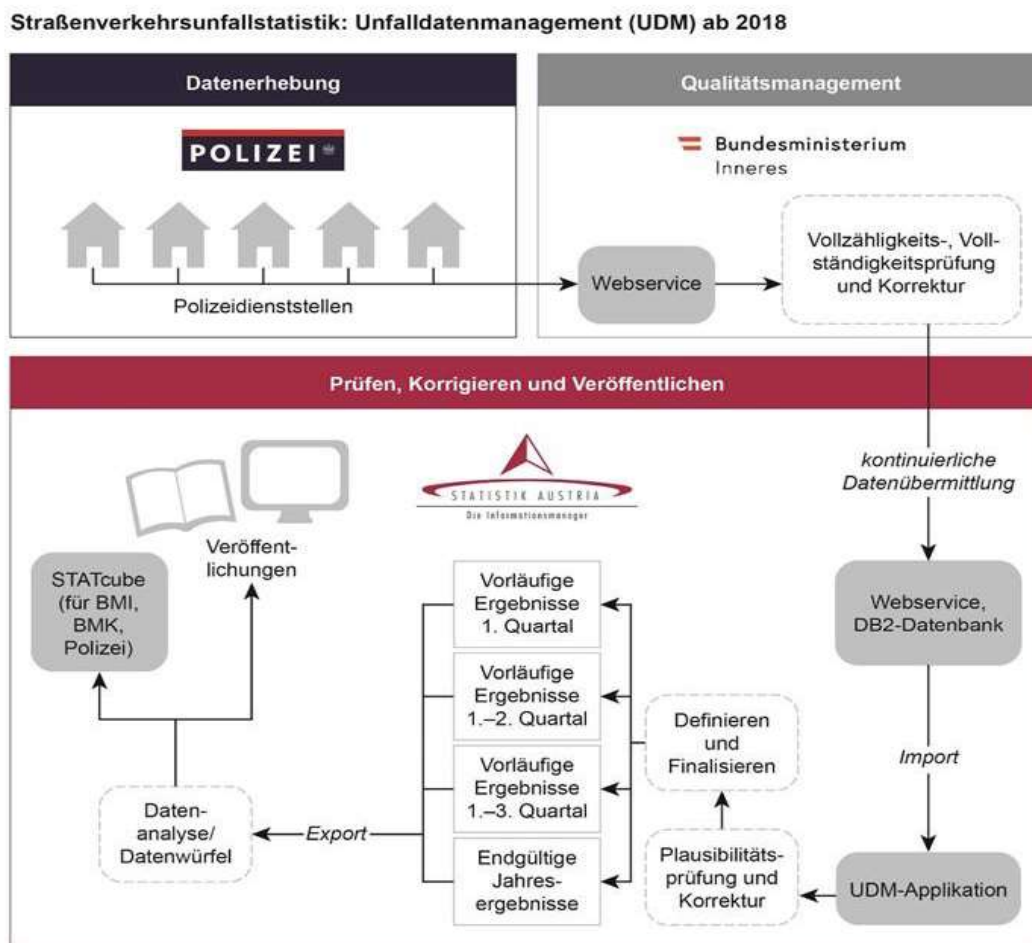 Straßenverkehrsunfallstatistik: Unfalldatenmanagement (UDM) ab 2018
Datenerhebung
POLIZEI
Polizeidienststellen
Qualitätsmanagement
Bundesministerium
Inneres
Webservice
Vollzähligkeits-, Voll-
ständigkeitsprüfung
und Korrektur
Prüfen, Korrigieren und Veröffentlichen
kontinuierliche
Datenübermittlung
STATISTIK AUSTRIA
Die Informationsmanager
Webservice,
DB2-Datenbank
Import
UDM-Applikation
Plausibilitäts-
prüfung und
Korrektur
Definieren
und
Finalisieren
Vorläufige
Ergebnisse
1. Quartal
Vorläufige
Ergebnisse
1.–2. Quartal
Vorläufige
Ergebnisse
1.–3. Quartal
Endgültige
Jahres-
ergebnisse
Export
Daten-
analyse/
Datenwürfel
STATcube
(für BMI,
BMK,
Polizei)
Veröffent-
lichungen